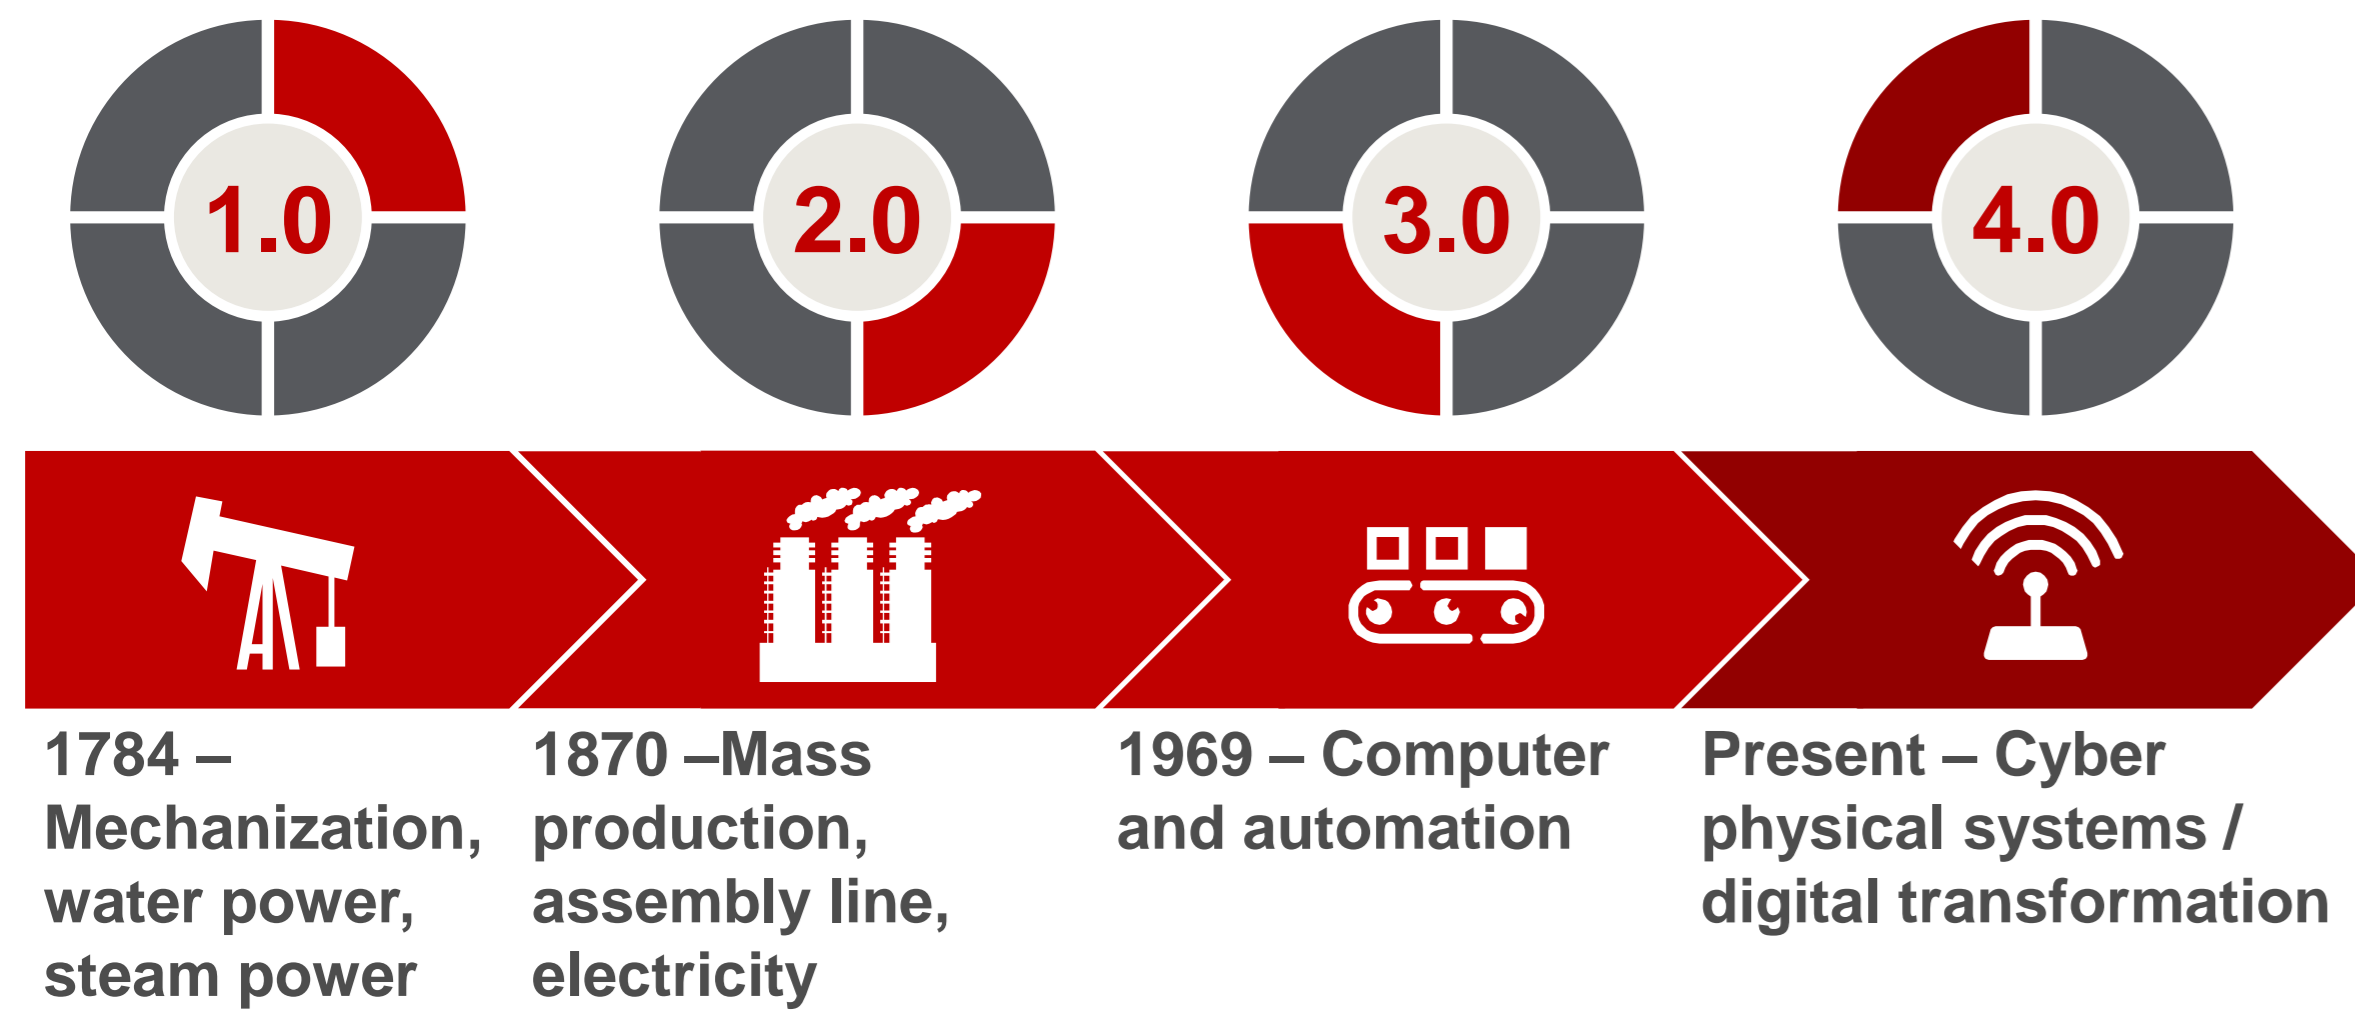 1.0
2.0
3.0
4.0
1784 –
Mechanization,
water power,
steam power
1870 –Mass
production,
assembly line,
electricity
1969 – Computer
and automation
Present – Cyber
physical systems /
digital transformation